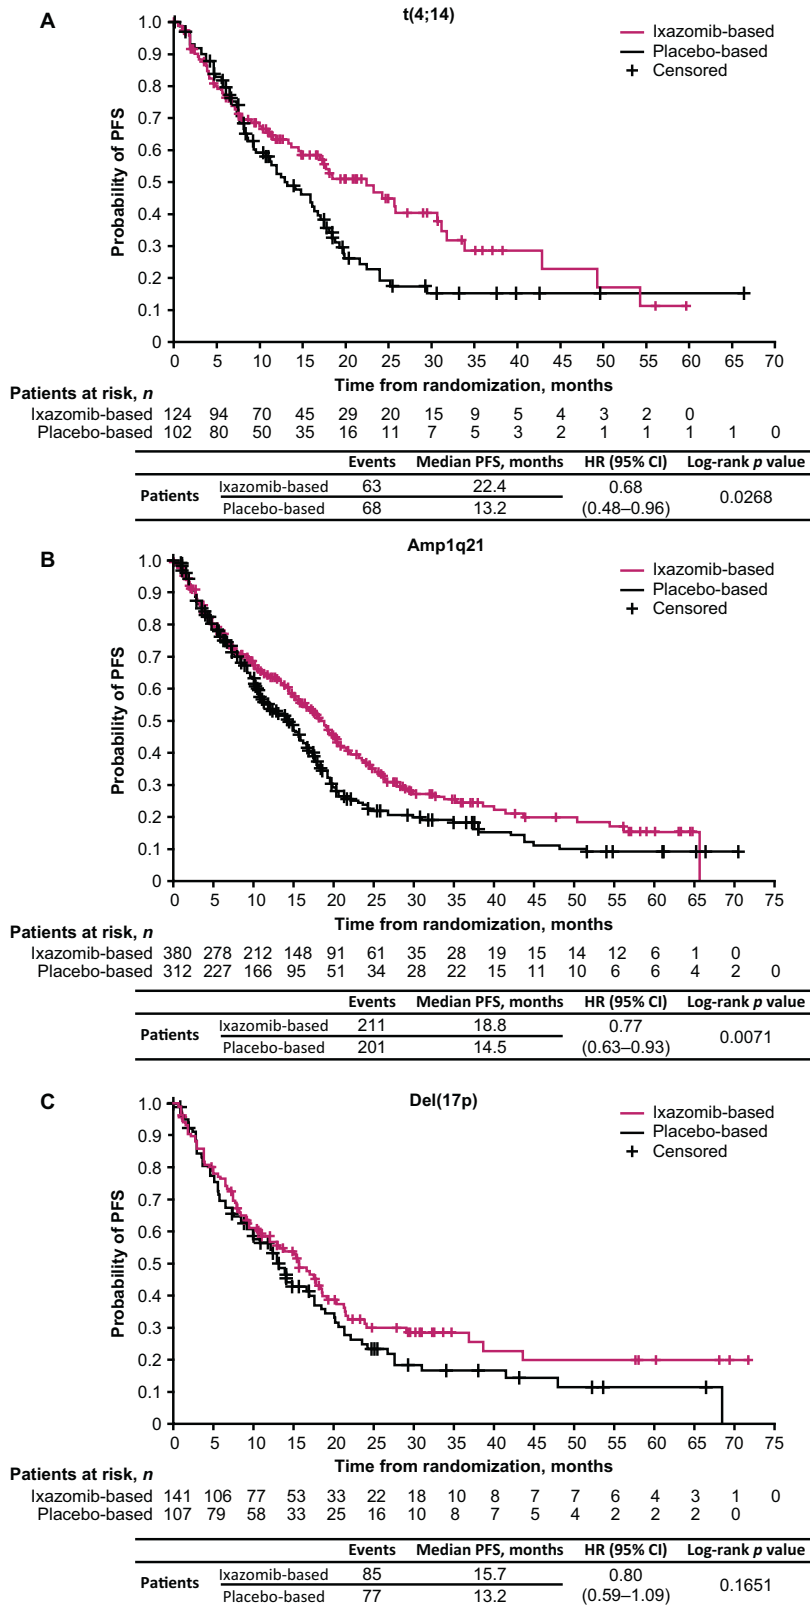 A
t(4;14)
Ixazomib-based
Placebo-based
Censored
Probability of PFS
1.0
0.9
0.8
0.7
0.6
0.5
0.4
0.3
0.2
0.1
0
0 5 10 15 20 25 30 35 40 45 50 55 60 65 70
Time from randomization, months
Patients at risk, n
Ixazomib-based 124 94 70 45 29 20 15 9 5 4 3 2 0
Placebo-based 102 80 50 35 16 11 7 5 3 2 1 1 1 1 0
Events Median PFS, months HR (95% CI) Log-rank p value
Patients
Ixazomib-based 63 22.4 0.68
0.0268
Placebo-based 68 13.2 (0.48–0.96)
B
Amp1q21
Ixazomib-based
Placebo-based
Censored
Probability of PFS
1.0
0.9
0.8
0.7
0.6
0.5
0.4
0.3
0.2
0.1
0
0 5 10 15 20 25 30 35 40 45 50 55 60 65 70 75
Time from randomization, months
Patients at risk, n
Ixazomib-based 380 278 212 148 91 61 35 28 19 15 14 12 6 1 0
Placebo-based 312 227 166 95 51 34 28 22 15 11 10 6 6 4 2 0
Events Median PFS, months HR (95% CI) Log-rank p value
Patients
Ixazomib-based 211 18.8 0.77
0.0071
Placebo-based 201 14.5 (0.63–0.93)
C
Del(17p)
Ixazomib-based
Placebo-based
Censored
Probability of PFS
1.0
0.9
0.8
0.7
0.6
0.5
0.4
0.3
0.2
0.1
0
0 5 10 15 20 25 30 35 40 45 50 55 60 65 70 75
Time from randomization, months
Patients at risk, n
Ixazomib-based 141 106 77 53 33 22 18 10 8 7 7 6 4 3 1 0
Placebo-based 107 79 58 33 25 16 10 8 7 5 4 2 2 2 0
Events Median PFS, months HR (95% CI) Log-rank p value
Patients
Ixazomib-based 85 15.7 0.80
0.1651
Placebo-based 77 13.2 (0.59–1.09)